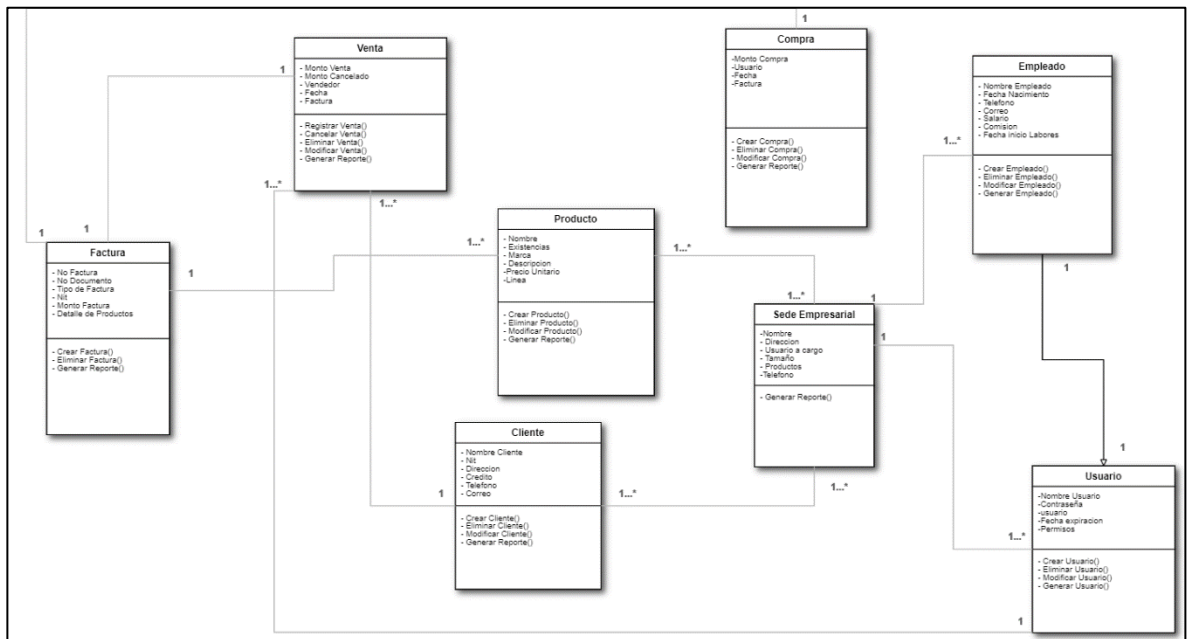 1
Venta
- Monto Venta
- Monto Cancelado
- Vendedor
- Fecha
- Factura
- Registrar Venta()
- Cancelar Venta()
- Eliminar Venta()
- Modificar Venta()
- Generar Reporte()
1
1...*
1...*
Compra
-Monto Compra
-Usuario
-Fecha
-Factura
- Crear Compra()
- Eliminar Compra()
- Modificar Compra()
- Generar Reporte()
Empleado
- Nombre Empleado
- Fecha Nacimiento
- Telefono
- Correo
- Salario
- Comision
- Fecha inicio Labores
- Crear Empleado()
- Eliminar Empleado()
- Modificar Empleado()
- Generar Empleado()
1...*
1
1
1
Factura
- No Factura
- No Documento
- Tipo de Factura
- Nit
- Monto Factura
- Detalle de Productos
- Crear Factura()
- Eliminar Factura()
- Generar Reporte()
1
1...*
Producto
- Nombre
- Existencias
- Marca
- Descripcion
-Precio Unitario
-Linea
- Crear Producto()
- Eliminar Producto()
- Modificar Producto()
- Generar Reporte()
1...*
1...*
1
Sede Empresarial
-Nombre
- Direccion
- Usuario a cargo
- Tamaño
- Productos
-Telefono
- Generar Reporte()
1
1...*
Cliente
- Nombre Cliente
- Nit
- Direccion
- Credito
- Telefono
- Correo
- Crear Cliente()
- Eliminar Cliente()
- Modificar Cliente()
- Generar Reporte()
1
1...*
1
Usuario
-Nombre Usuario
-Contraseña
-usuario
-Fecha expiracion
-Permisos
- Crear Usuario()
- Eliminar Usuario()
- Modificar Usuario()
- Generar Usuario()
1...*
1